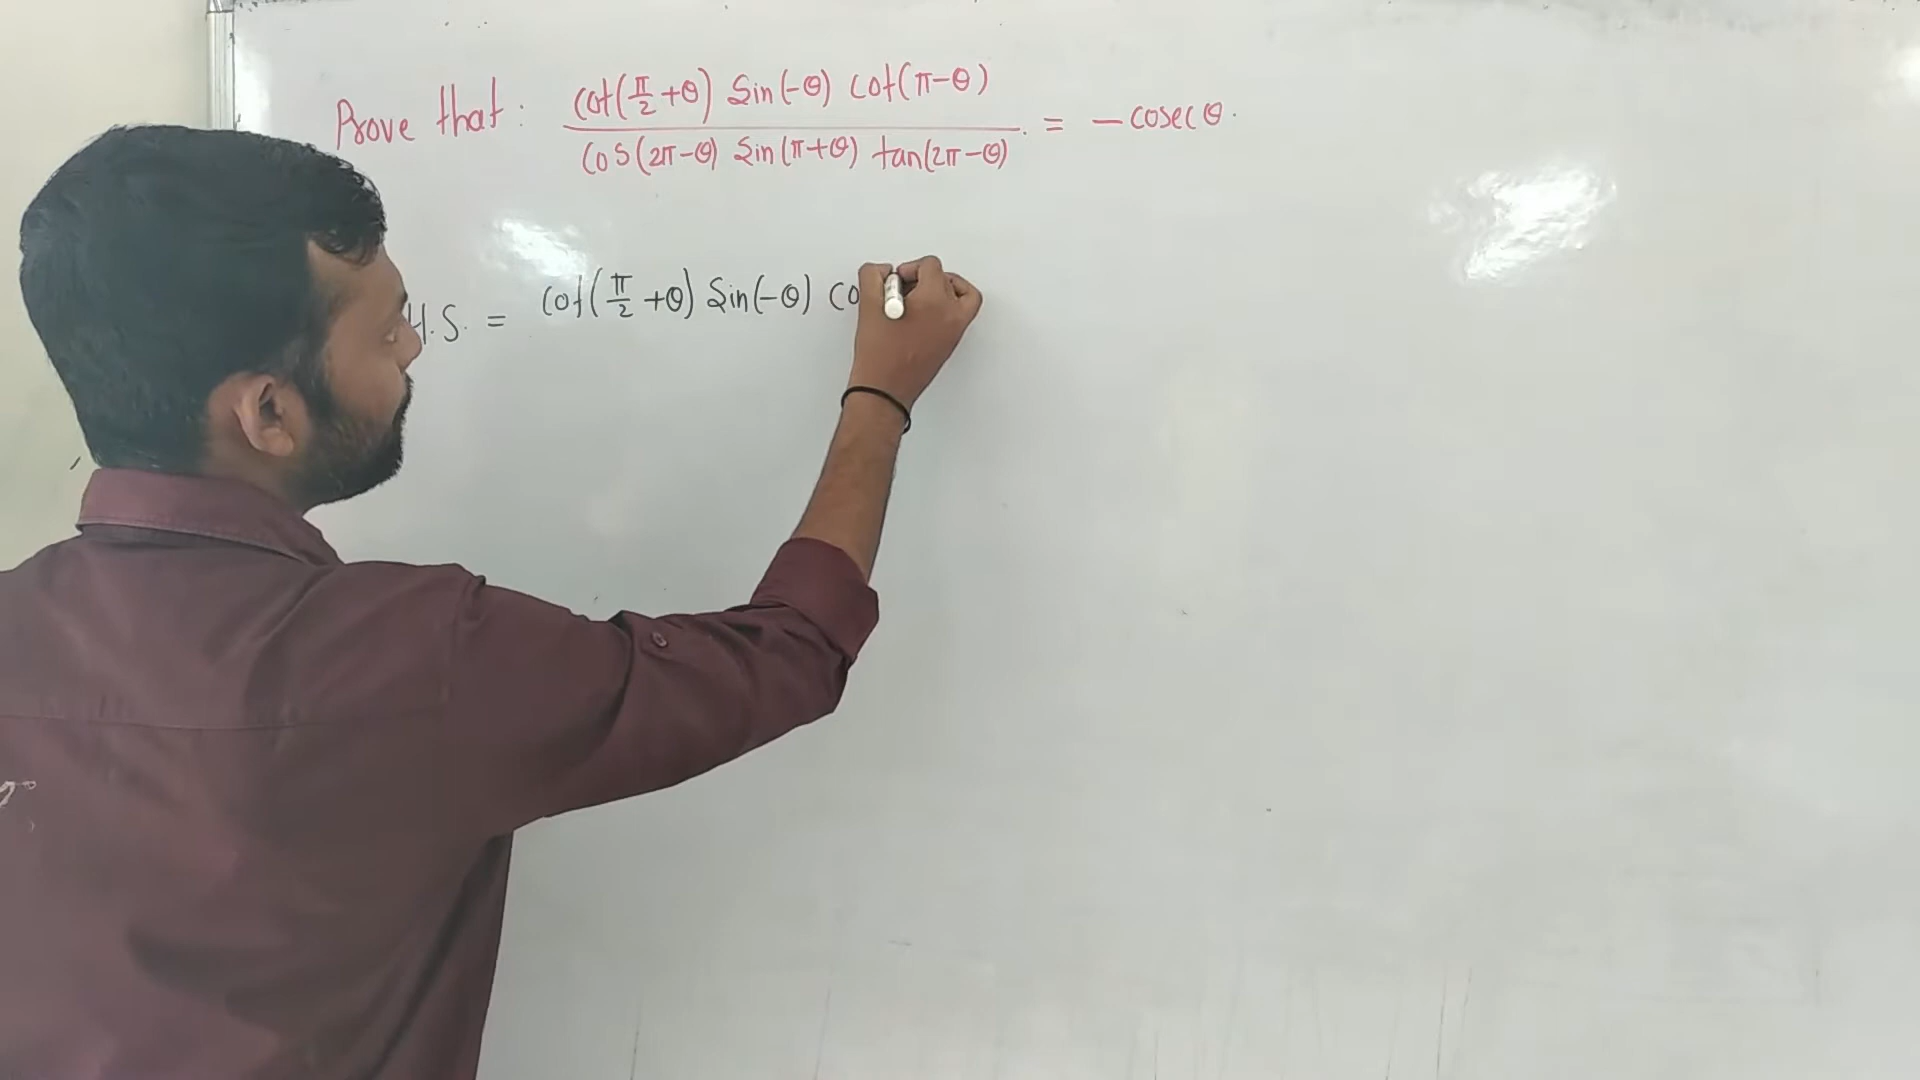 Prove that: cot(π/2 +θ) Sin(-θ) cot(π-θ) / cos(2π-θ) Sin(π+θ) tan(2π-θ) = - cosec θ.
H.S. = cot(π/2 +θ) Sin(-θ) co